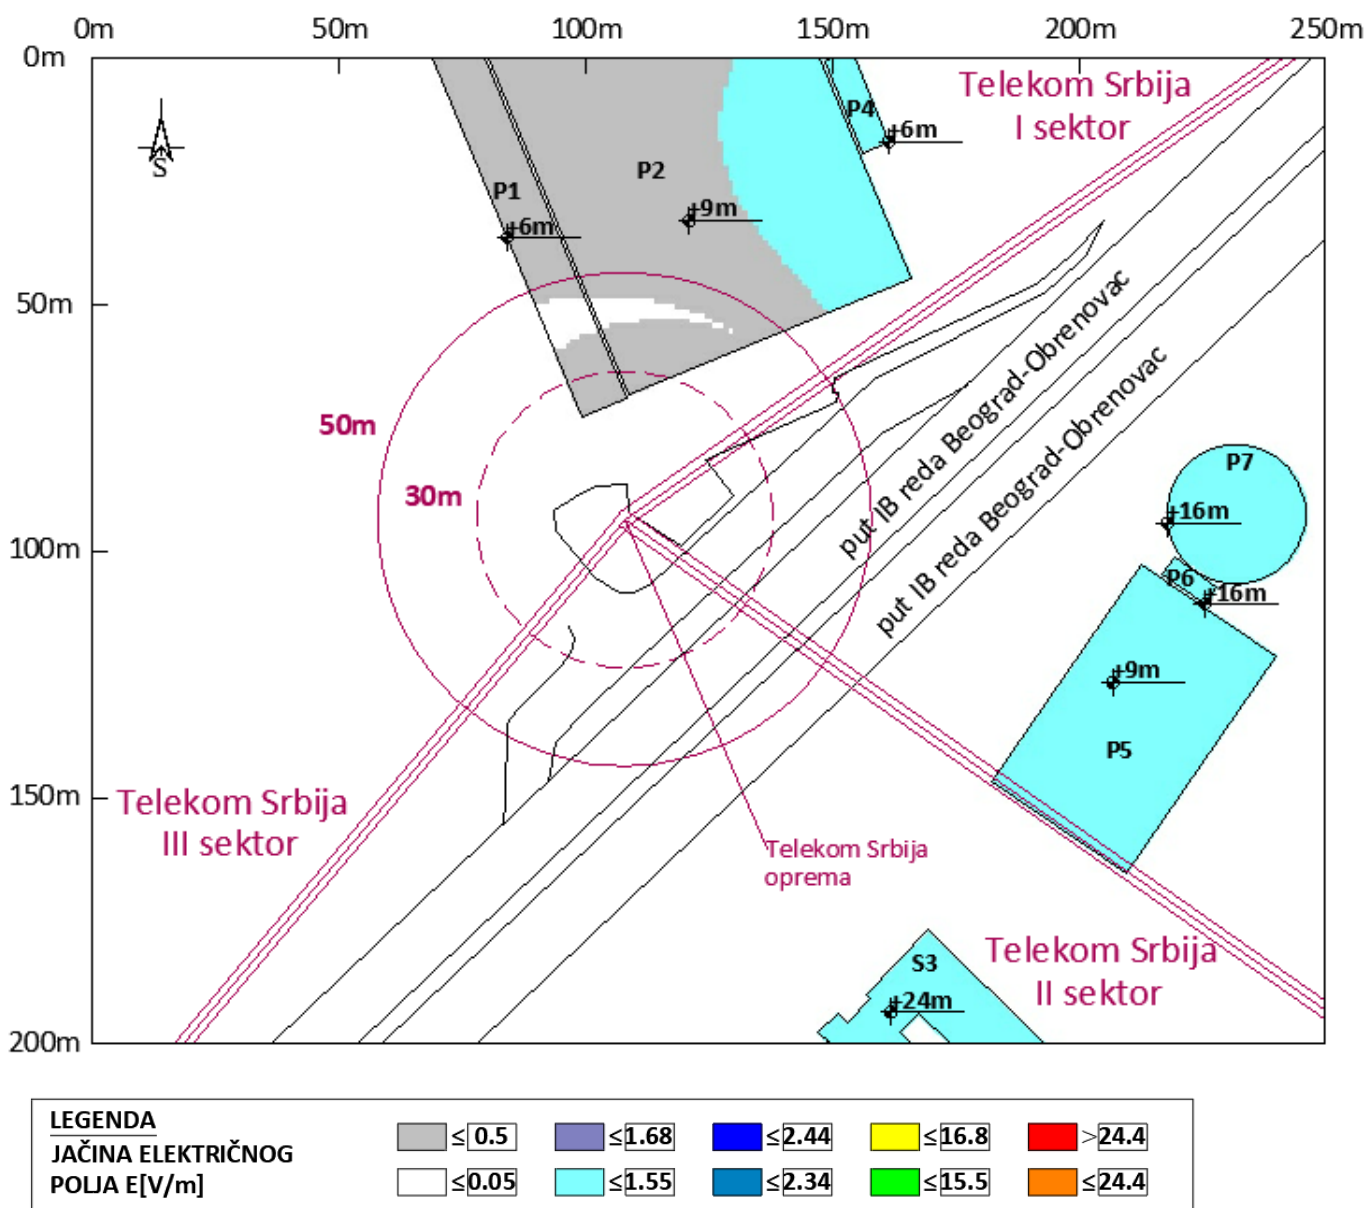 0m 50m 100m 150m 200m 250m
0m
50m
100m
150m
200m
S
Telekom Srbija
I sektor
P4
+6m
P2
P1
+9m
+6m
50m
30m
put IB reda Beograd-Obrenovac
put IB reda Beograd-Obrenovac
P7
+16m
P6
+16m
+9m
P5
Telekom Srbija
III sektor
Telekom Srbija
oprema
Telekom Srbija
II sektor
S3
+24m
LEGENDA
JAČINA ELEKTRIČNOG
POLJA E[V/m]
≤ 0.5 ≤1.68 ≤2.44 ≤16.8 >24.4
≤0.05 ≤1.55 ≤2.34 ≤15.5 ≤24.4